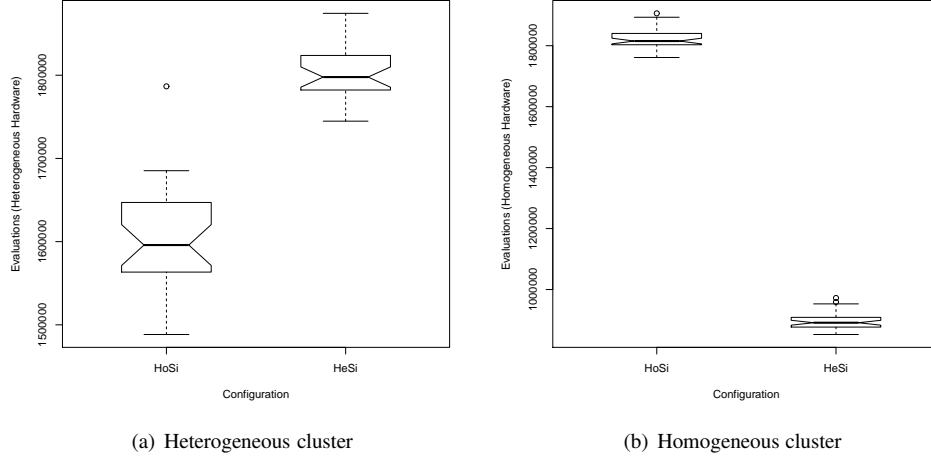 Evaluations (Heterogeneous Hardware)
1800000
1700000
1600000
1500000
HoSi
HeSi
Configuration
(a) Heterogeneous cluster
Evaluations (Homogeneous Hardware)
1800000
1600000
1400000
1200000
1000000
HoSi
HeSi
Configuration
(b) Homogeneous cluster